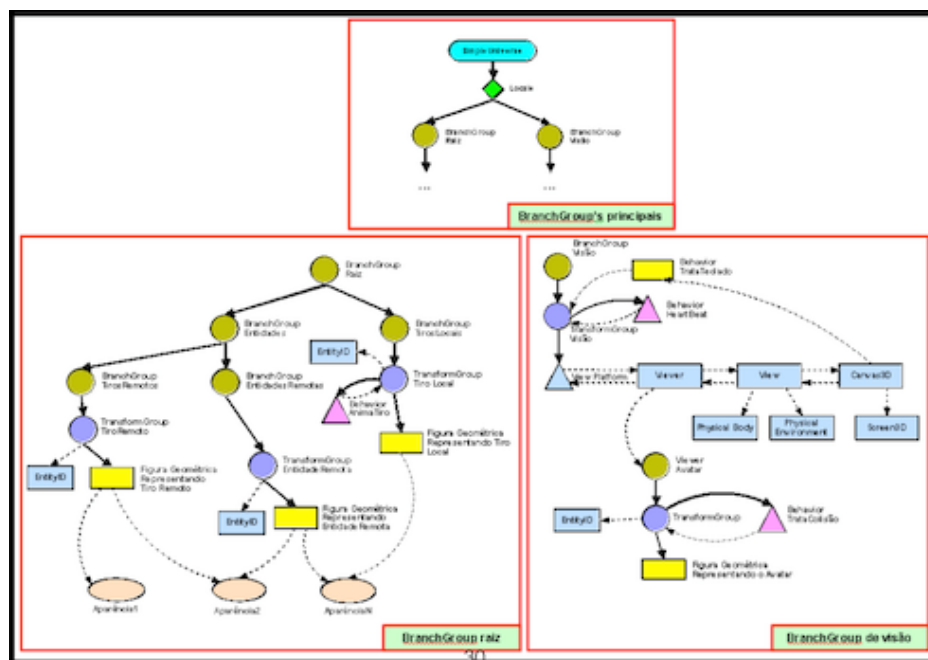 Simple Universe
Locale
BranchGroup
Raiz
BranchGroup
Visão
...
...
BranchGroup's principais
BranchGroup
Raiz
BranchGroup
Entidades
BranchGroup
TirosLocais
EntityID
BranchGroup
TirosRemotos
BranchGroup
EntidadesRemotas
TransformGroup
Tiro Local
Behavior
AnimaTiro
TransformGroup
TiroRemoto
Figura Geométrica
Representando Tiro
Local
TransformGroup
EntidadeRemota
EntityID
Figura Geométrica
Representando
Tiro Remoto
EntityID
Figura Geométrica
Representando
Entidade Remota
Aparência1
Aparência2
AparênciaN
BranchGroup raiz
BranchGroup
Visão
Behavior
TrataTeclado
Behavior
HeartBeat
TransformGroup
Visão
View Platform
Viewer
View
Canvas3D
Physical Body
Physical
Environment
Screen3D
Viewer
Avatar
EntityID
TransformGroup
Behavior
TrataColisão
Figura Geométrica
Representando o Avatar
BranchGroup de visão
30